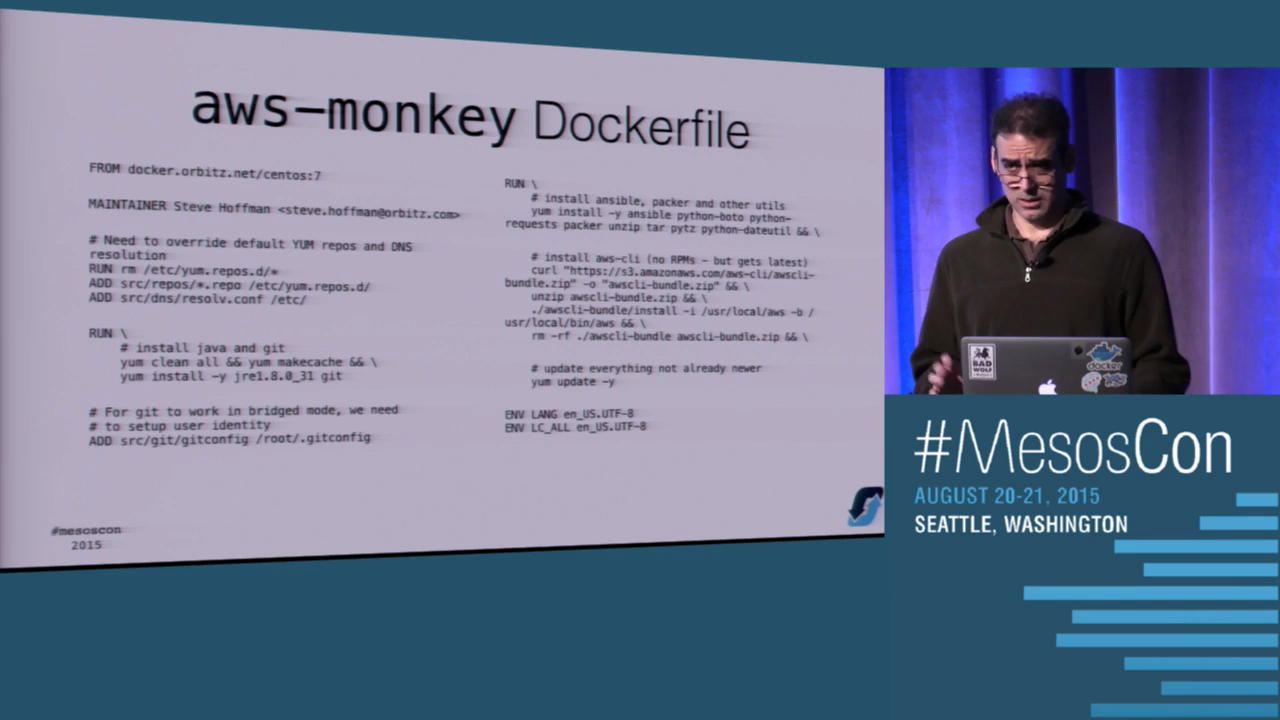 aws-monkey Dockerfile
FROM docker.orbitz.net/centos:7
MAINTAINER Steve Hoffman <steve.hoffman@orbitz.com>
# Need to override default YUM repos and DNS
resolution
RUN rm /etc/yum.repos.d/*
ADD src/repos/*.repo /etc/yum.repos.d/
ADD src/dns/resolv.conf /etc/
RUN \
# install java and git
yum clean all && yum makecache && \
yum install -y jre1.8.0_31 git
# For git to work in bridged mode, we need
# to setup user identity
ADD src/git/gitconfig /root/.gitconfig
RUN \
# install ansible, packer and other utils
yum install -y ansible python-boto python-
requests packer unzip tar pytz python-dateutil && \
# install aws-cli (no RPMs - but gets latest)
curl "https://s3.amazonaws.com/aws-cli/awscli-
bundle.zip" -o "awscli-bundle.zip" && \
unzip awscli-bundle.zip && \
./awscli-bundle/install -i /usr/local/aws -b /
usr/local/bin/aws && \
rm -rf ./awscli-bundle awscli-bundle.zip && \
# update everything not already newer
yum update -y
ENV LANG en_US.UTF-8
ENV LC_ALL en_US.UTF-8
#mesoscon
2015
BAD
WOLF
docker
#MesosCon
AUGUST 20-21, 2015
SEATTLE, WASHINGTON